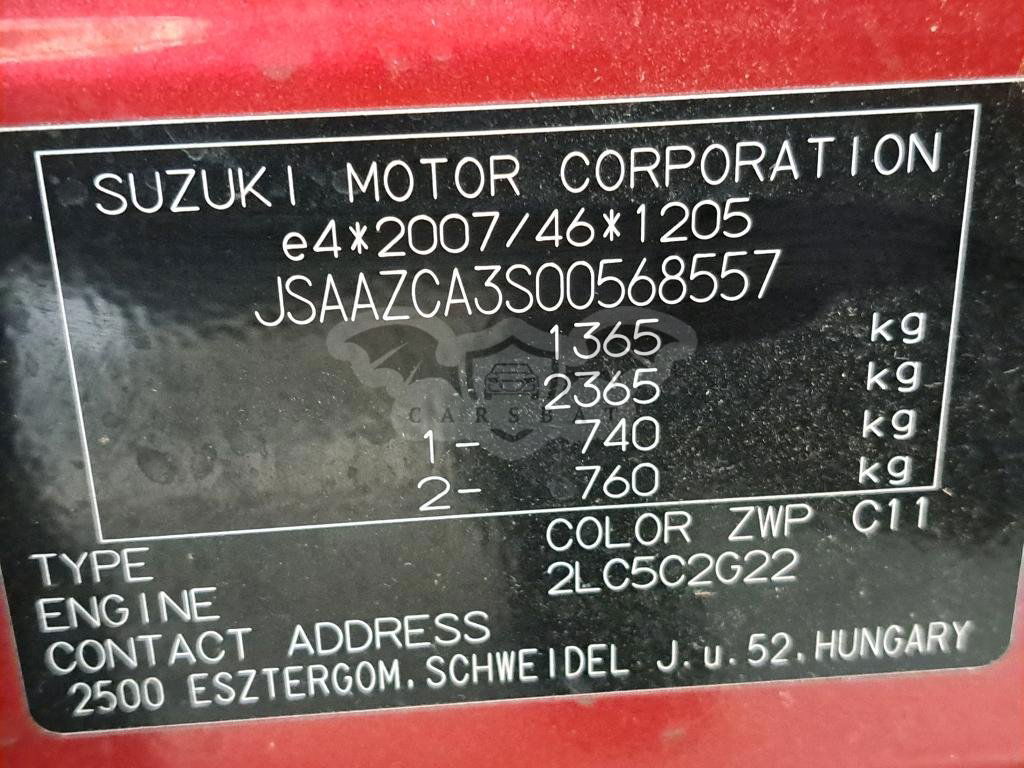 SUZUKI MOTOR CORPORATION
e4*2007/46*1205
JSAAZCA3S00568557
1365 kg
2365 kg
1- 740 kg
2- 760 kg
COLOR ZWP C11
TYPE 2LC5C2G22
ENGINE
CONTACT ADDRESS
2500 ESZTERGOM, SCHWEIDEL J.u.52. HUNGARY